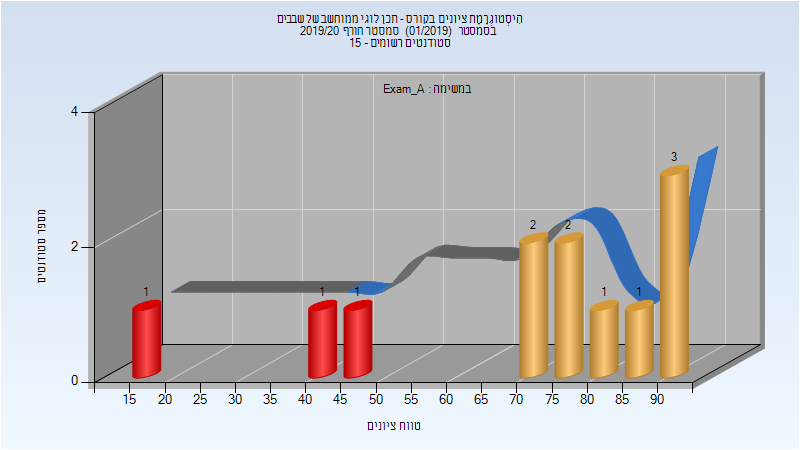 היסטוגרמת ציונים בקורס - תכן לוגי ממוחשב של שבבים
בסמסטר (01/2019) סמסטר חורף 2019/20
סטודנטים רשומים - 15
במשימה : Exam_A
מספר סטודנטים
4
2
0
1
1
1
2
2
1
1
3
15 20 25 30 35 40 45 50 55 60 65 70 75 80 85 90
טווח ציונים